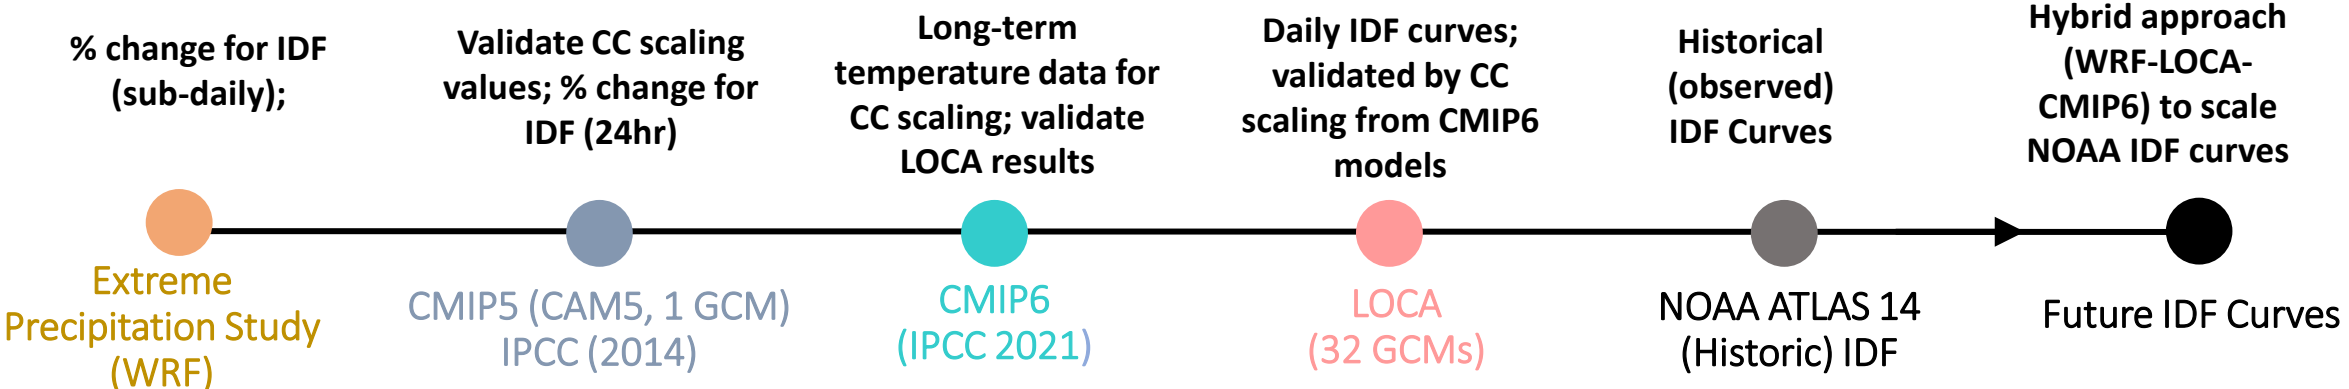 % change for IDF
(sub-daily);
Validate CC scaling
values; % change for
IDF (24hr)
Long-term
temperature data for
CC scaling; validate
LOCA results
Daily IDF curves;
validated by CC
scaling from CMIP6
models
Historical
(observed)
IDF Curves
Hybrid approach
(WRF-LOCA-
CMIP6) to scale
NOAA IDF curves
Extreme
Precipitation Study
(WRF)
CMIP5 (CAM5, 1 GCM)
IPCC (2014)
CMIP6
(IPCC 2021)
LOCA
(32 GCMs)
NOAA ATLAS 14
(Historic) IDF
Future IDF Curves